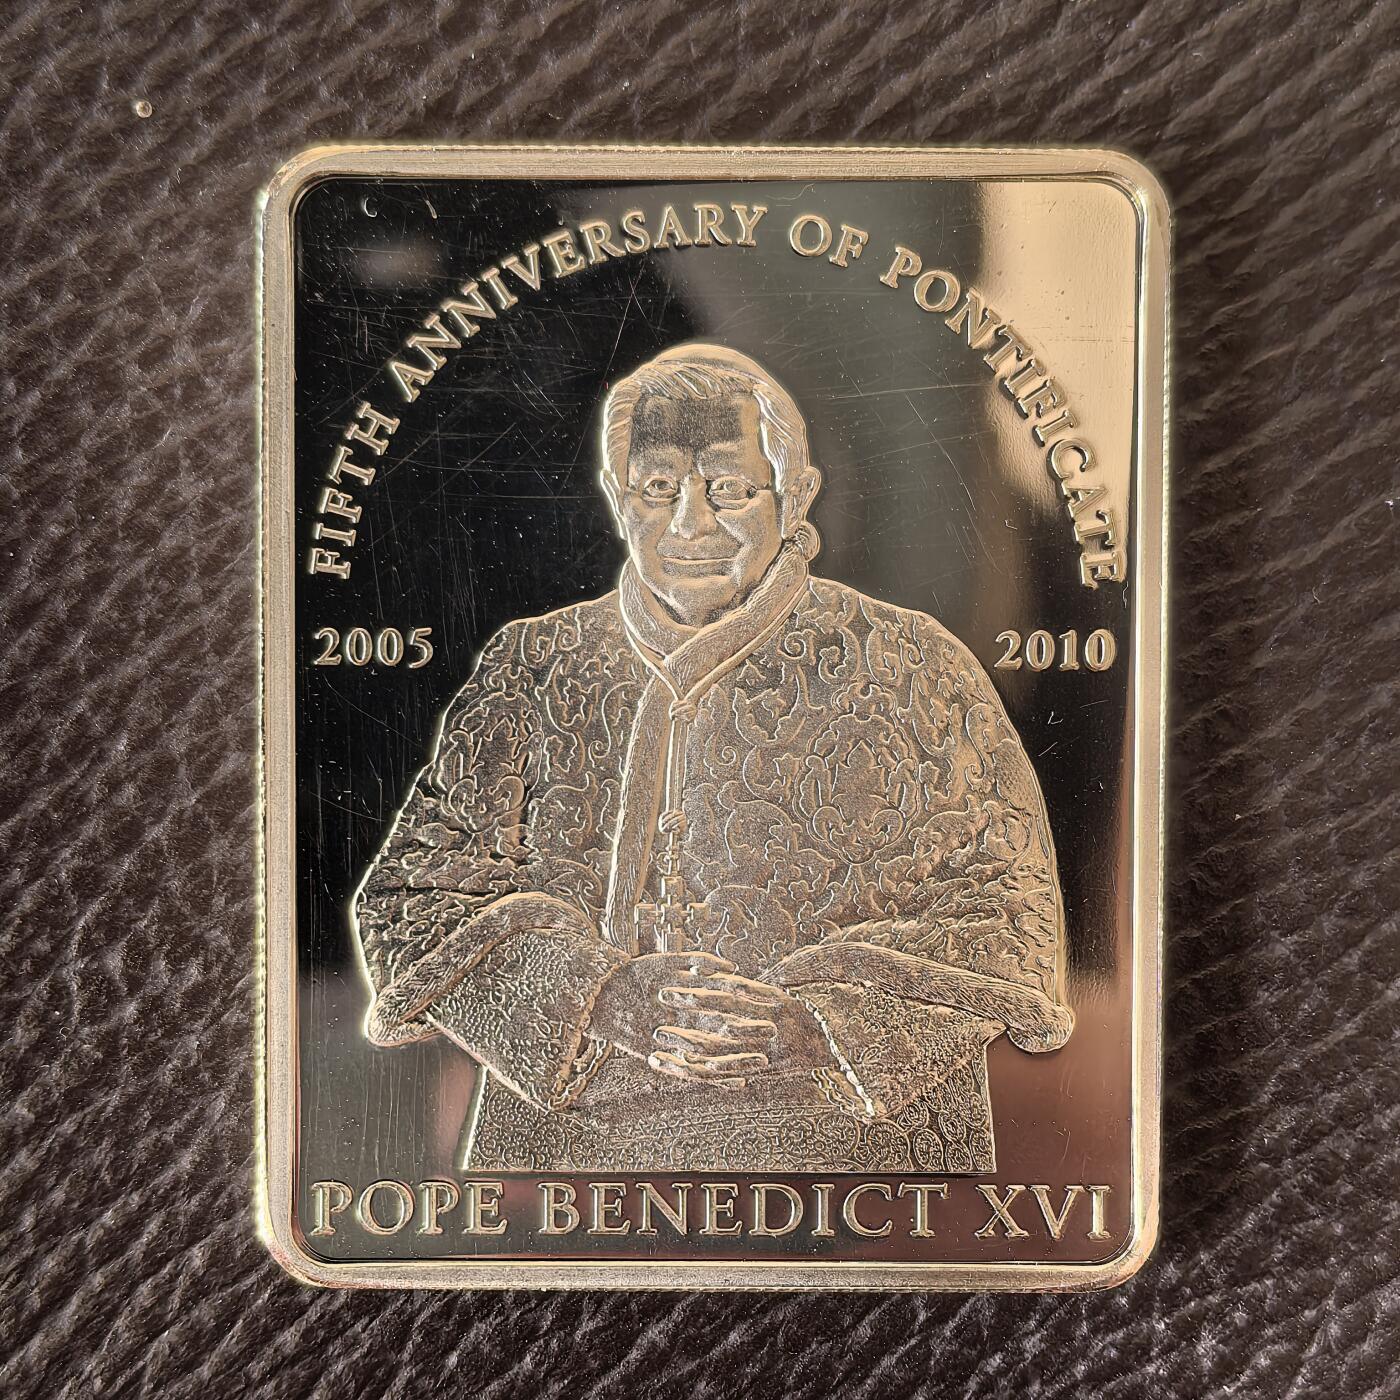 FIFTH ANNIVERSARY OF PONTIFICATE
2005 2010
POPE BENEDICT XVI